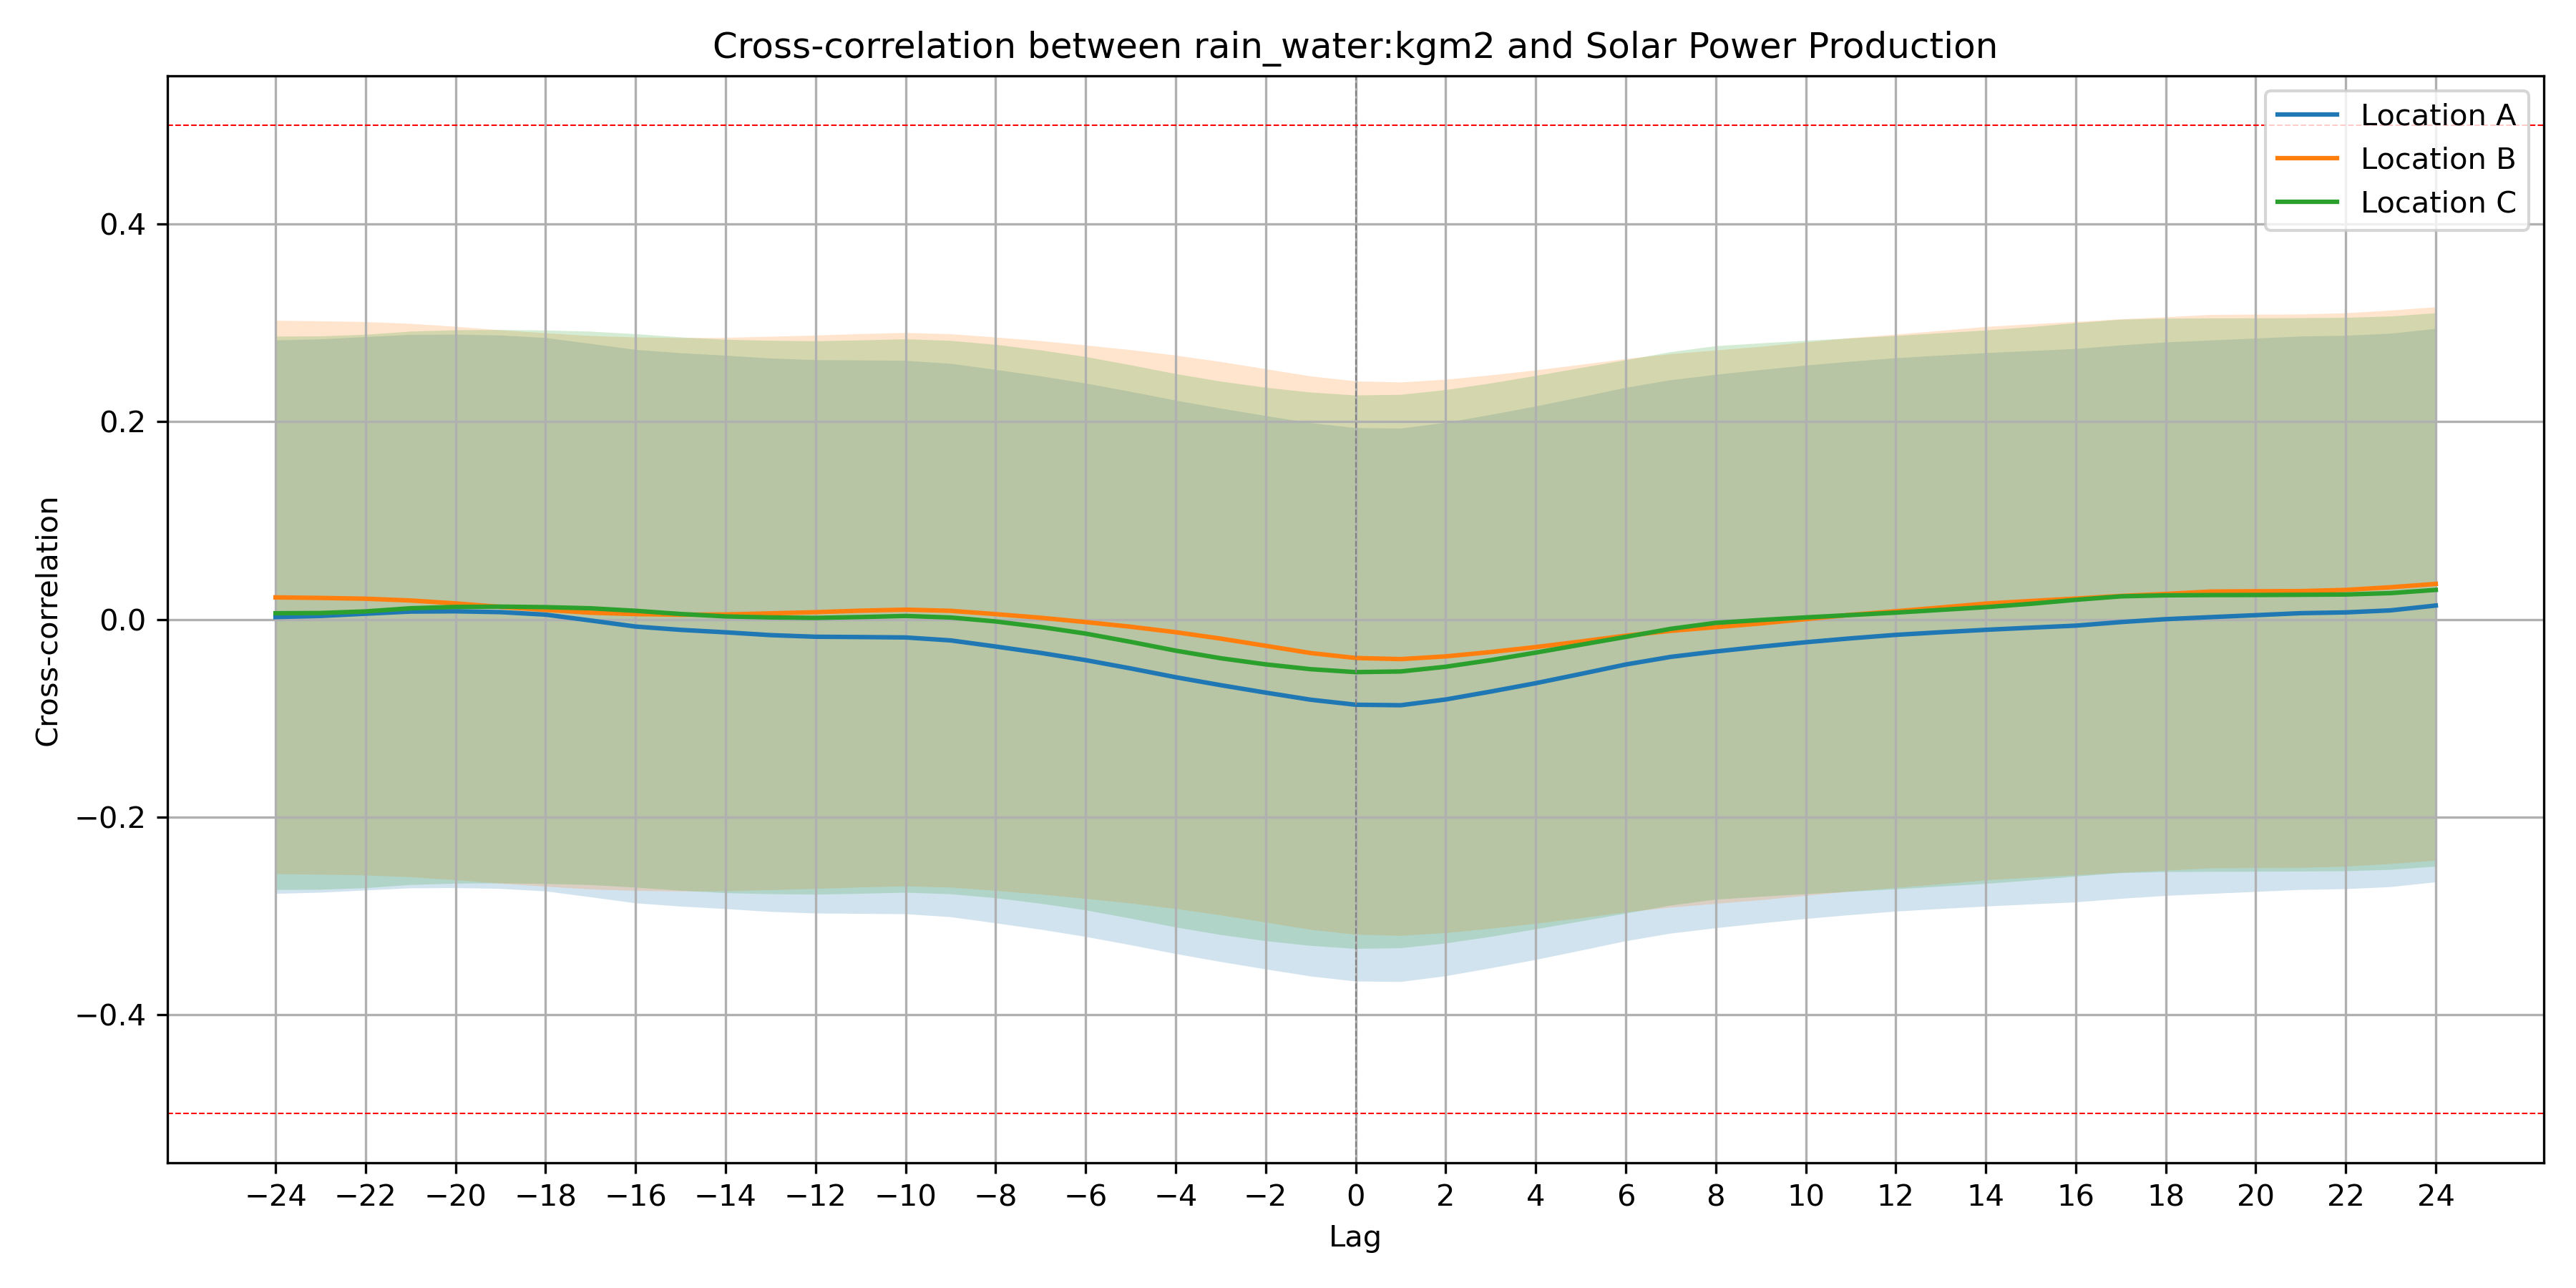 Cross-correlation between rain_water:kgm2 and Solar Power Production
Location A
Location B
Location C
0.4
0.2
0.0
−0.2
−0.4
Cross-correlation
−24 −22 −20 −18 −16 −14 −12 −10 −8 −6 −4 −2 0 2 4 6 8 10 12 14 16 18 20 22 24
Lag